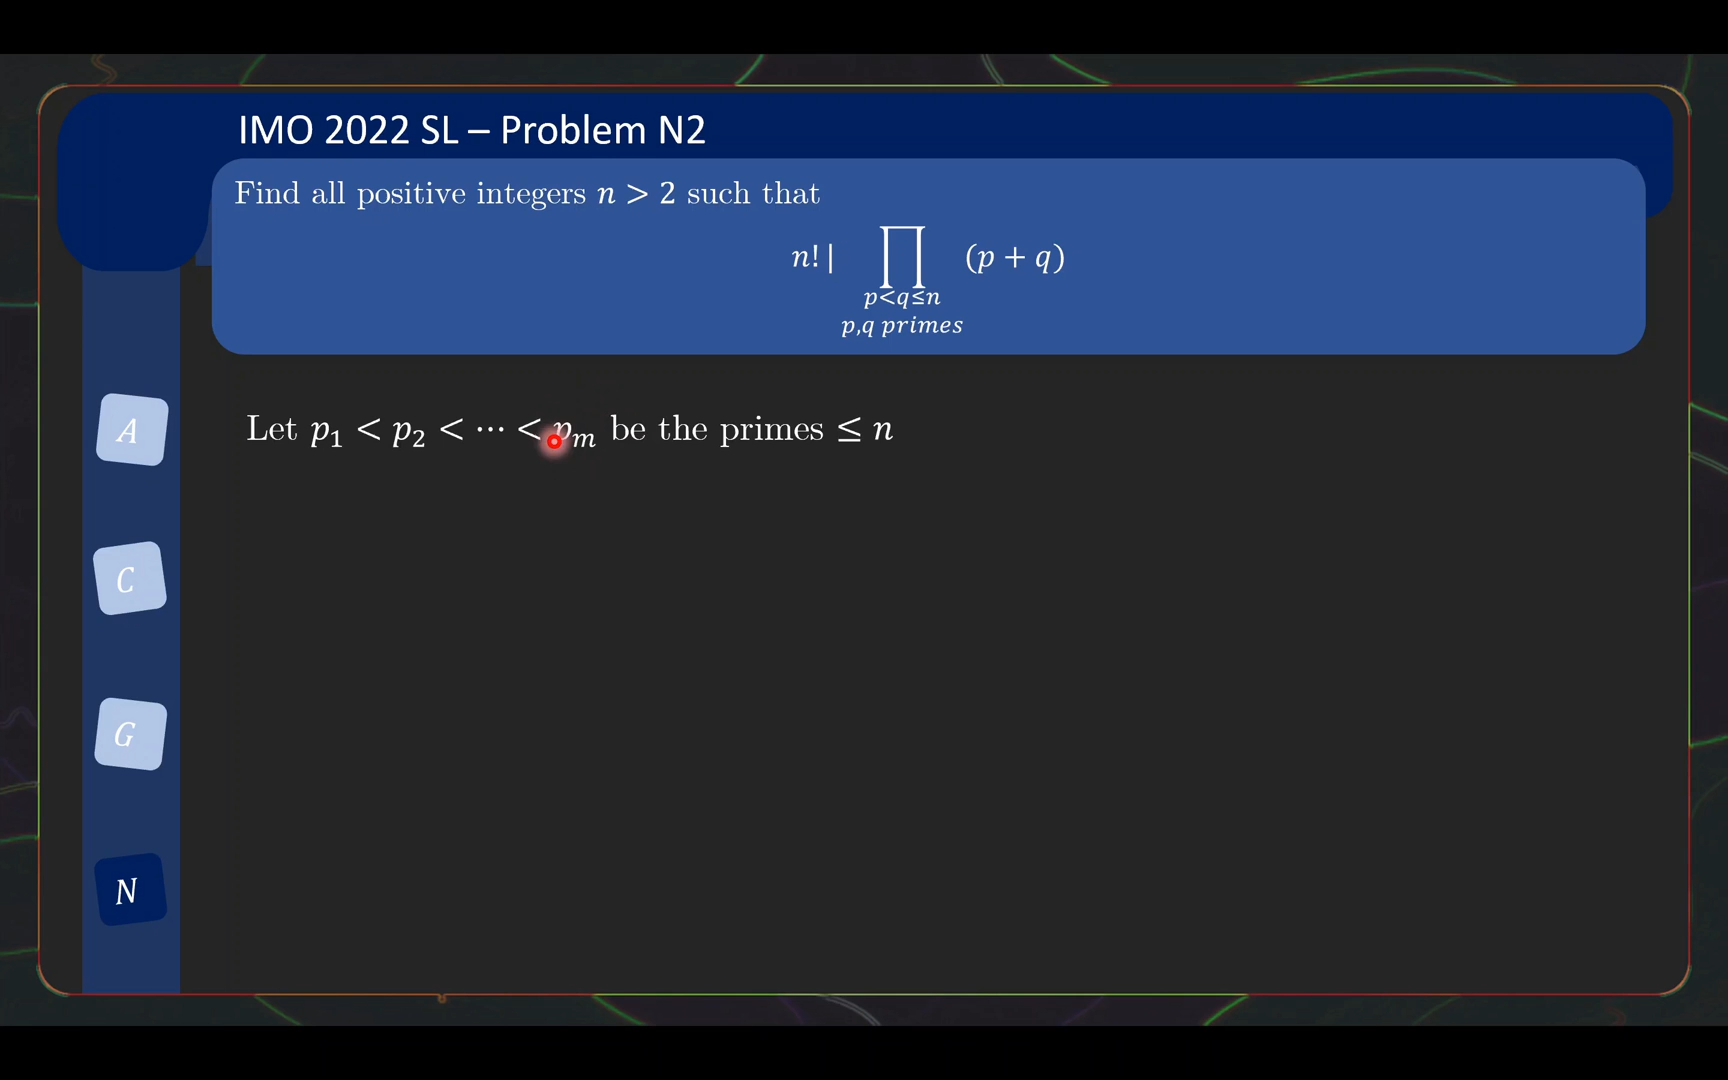 IMO 2022 SL – Problem N2
Find all positive integers n > 2 such that
n! | ∏ (p + q)
p<q≤n
p,q primes
Let p₁ < p₂ < ⋯ < pₘ be the primes ≤ n
A
C
G
N